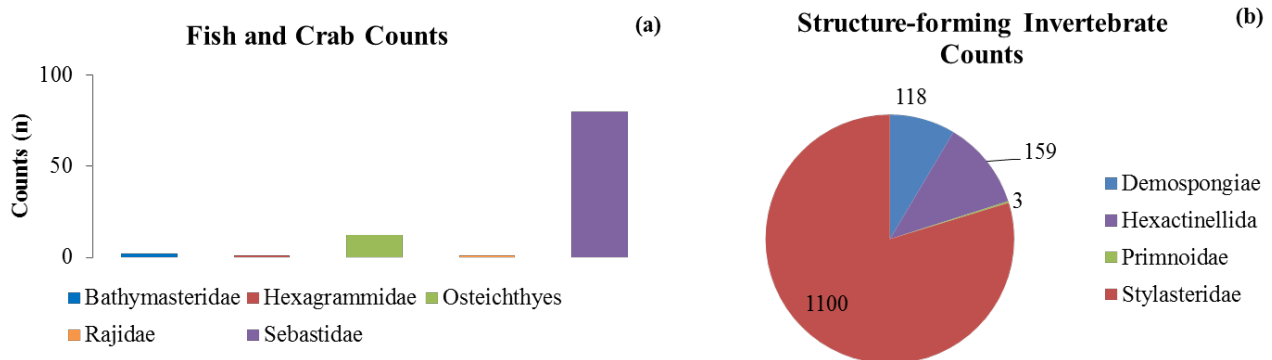 Fish and Crab Counts
(a)
100
50
0
Counts (n)
Bathymasteridae
Hexagrammidae
Osteichthyes
Rajidae
Sebastidae
Structure-forming Invertebrate
Counts
(b)
118
159
3
1100
Demospongiae
Hexactinellida
Primnoidae
Stylasteridae